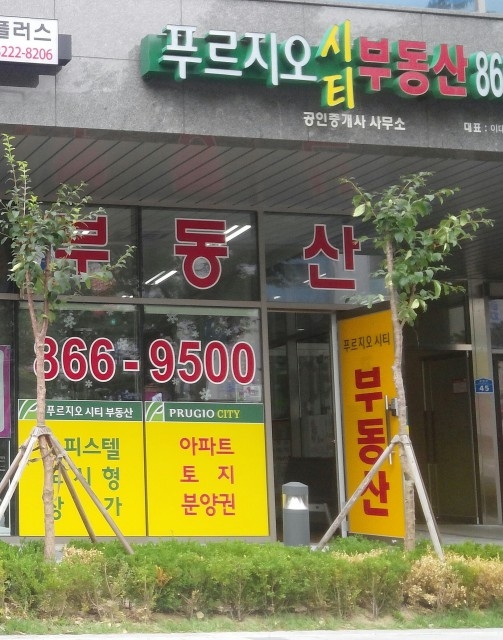 플러스
222-8206
푸르지오시티부동산 86
공인중개사 사무소
대표 : 이대
부동산
866-9500
푸르지오 시티 부동산
PRUGIO CITY
피스텔
시형
상가
아파트
토지
분양권
푸르지오 시티
부동산
45